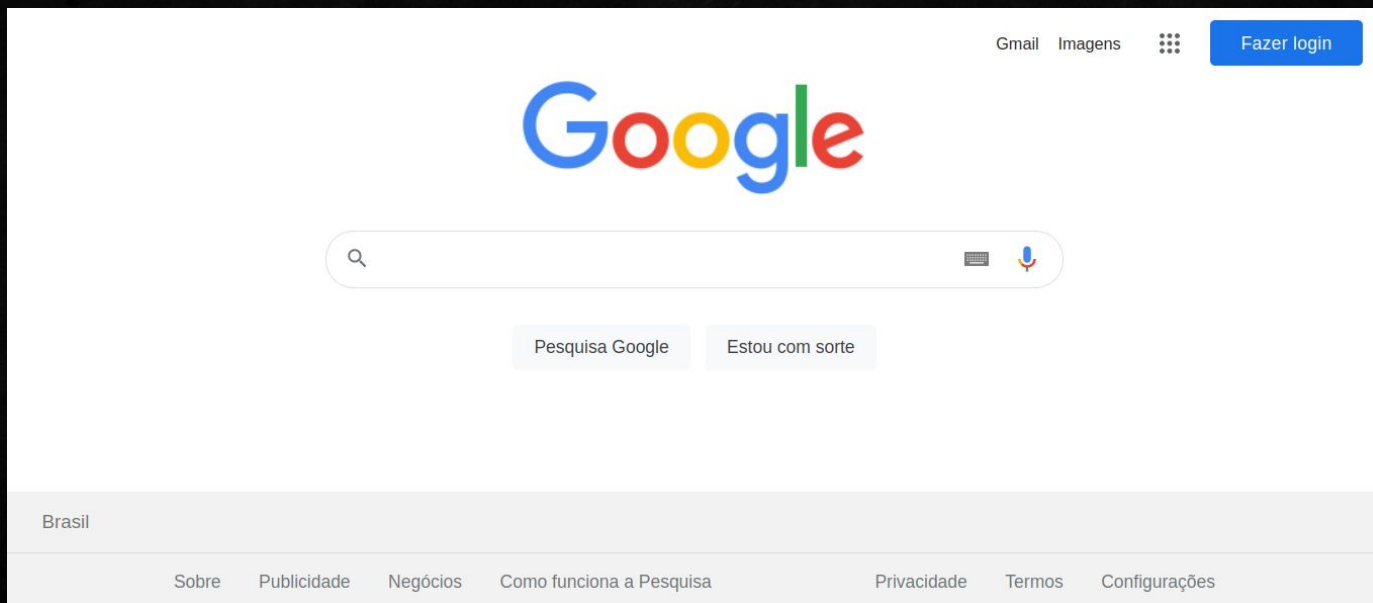 Gmail Imagens Fazer login
Google
Pesquisa Google Estou com sorte
Brasil
Sobre Publicidade Negócios Como funciona a Pesquisa Privacidade Termos Configurações